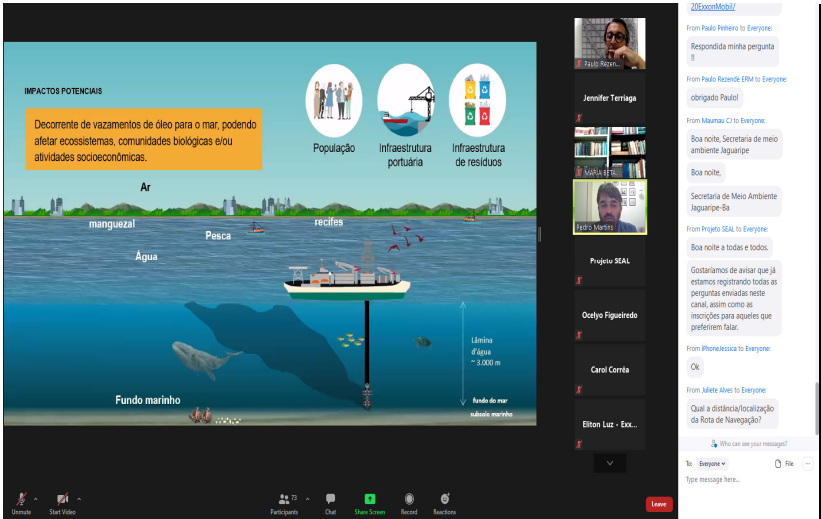 IMPACTOS POTENCIAIS
Decorrente de vazamentos de óleo para o mar, podendo
afetar ecossistemas, comunidades biológicas e/ou
atividades socioeconômicas.
População
Infraestrutura
portuária
Infraestrutura
de resíduos
Ar
manguezal
recifes
Pesca
Água
Lâmina
d'água
~ 3.000 m
Fundo marinho
fundo do mar
subsolo marinho
Paulo Rezen...
Jennifer Terriaga
MARIA BETA...
Pedro Martins
Projeto SEAL
Ocelyo Figueiredo
Carol Corrêa
Eliton Luz - Exx...
20ExxonMobil/
From Paulo Pinheiro to Everyone:
Respondida minha pergunta
!!
From Paulo Rezende ERM to Everyone:
obrigado Paulo!
From Maumau CJ to Everyone:
Boa noite, Secretaria de meio
ambiente Jaguaripe
Boa noite,
Secretaria de Meio Ambiente
Jaguaripe-Ba
From Projeto SEAL to Everyone:
Boa noite a todas e todos.
Gostaríamos de avisar que já
estamos registrando todas as
perguntas enviadas neste
canal, assim como as
inscrições para aqueles que
preferirem falar.
From iPhoneJessica to Everyone:
Ok
From Juliete Alves to Everyone:
Qual a distância/localização
da Rota de Navegação?
Who can see your messages?
To: Everyone
File
Type message here...
Unmute
Start Video
73
Participants
Chat
Share Screen
Record
Reactions
Leave